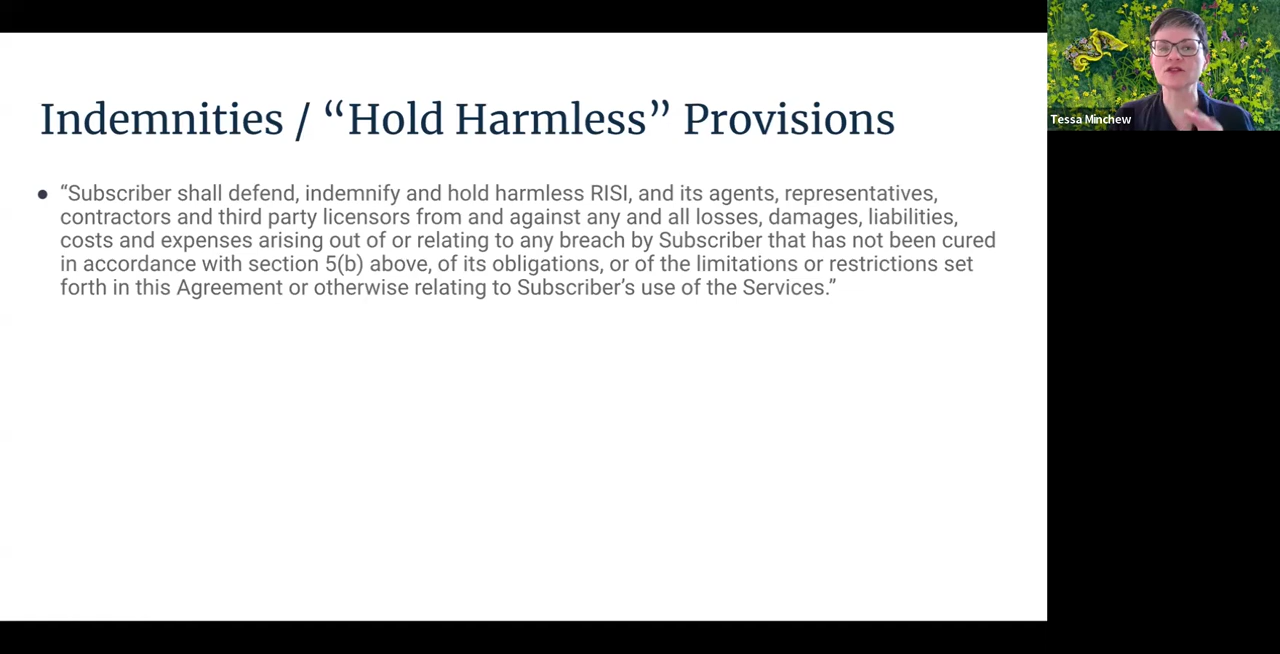 Indemnities / “Hold Harmless” Provisions
● “Subscriber shall defend, indemnify and hold harmless RISI, and its agents, representatives,
contractors and third party licensors from and against any and all losses, damages, liabilities,
costs and expenses arising out of or relating to any breach by Subscriber that has not been cured
in accordance with section 5(b) above, of its obligations, or of the limitations or restrictions set
forth in this Agreement or otherwise relating to Subscriber’s use of the Services.”
Tessa Minchew